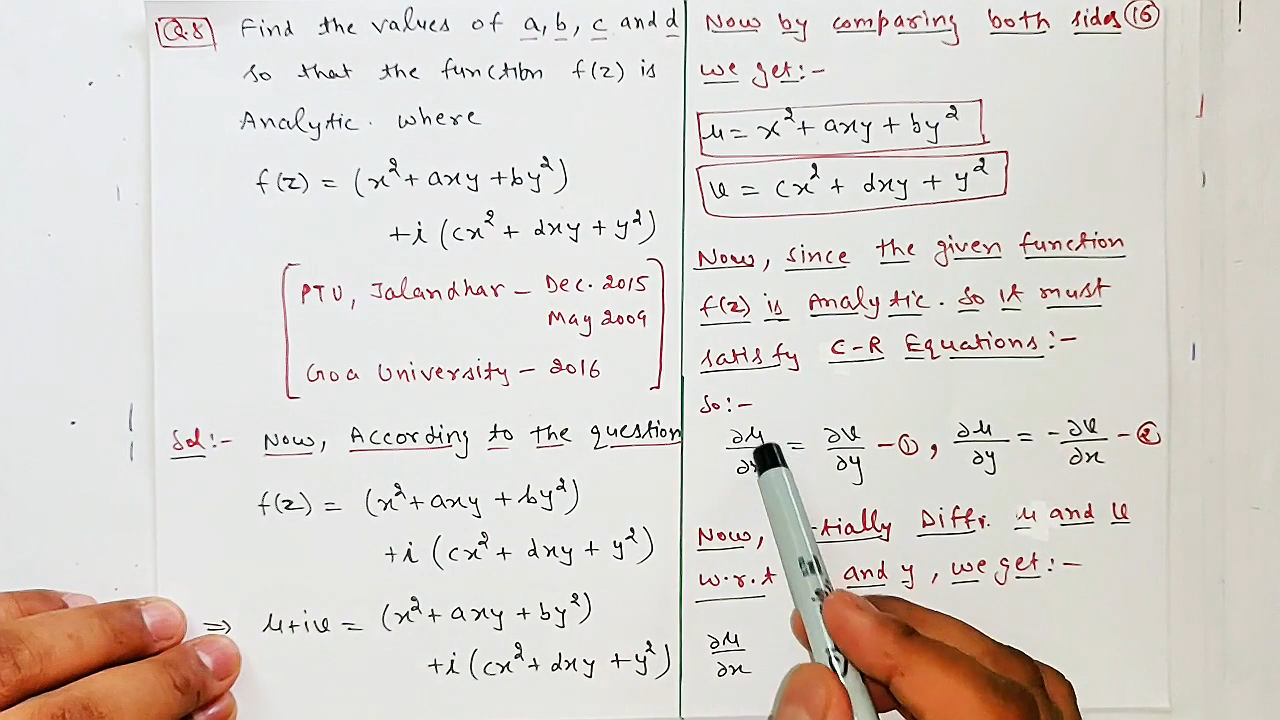 Q.8 Find the values of a, b, c and d
so that the function f(z) is
Analytic. where
f(z) = (x²+ axy +by²)
+i (cx²+ dxy + y²)
[PTU, Jalandhar – Dec. 2015
May 2009
Goa University – 2016]
Sol:- Now, According to the question
f(z) = (x²+axy + by²)
+i (cx²+ dxy + y²)
⇒ u+iv = (x²+ axy + by²)
+i (cx²+ dxy + y²)
Now by comparing both sides 16
we get:-
u = x²+ axy + by²
v = cx² + dxy + y²
Now, since the given function
f(z) is Analytic. So it must
satisfy C-R Equations:-
So:-
∂u/∂x = ∂v/∂y –①, ∂u/∂y = -∂v/∂x –②
Now, tially Diffr. u and v
w.r.t and y, we get:-
∂u/∂x